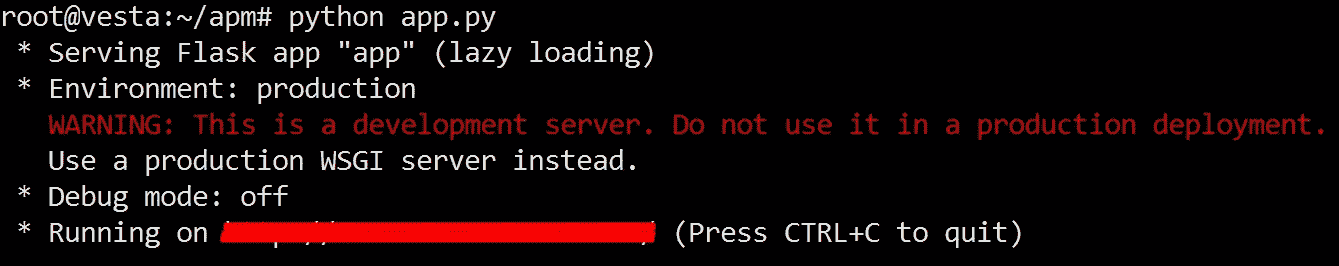 root@vesta:~/apm# python app.py
* Serving Flask app "app" (lazy loading)
* Environment: production
WARNING: This is a development server. Do not use it in a production deployment.
Use a production WSGI server instead.
* Debug mode: off
* Running on (Press CTRL+C to quit)